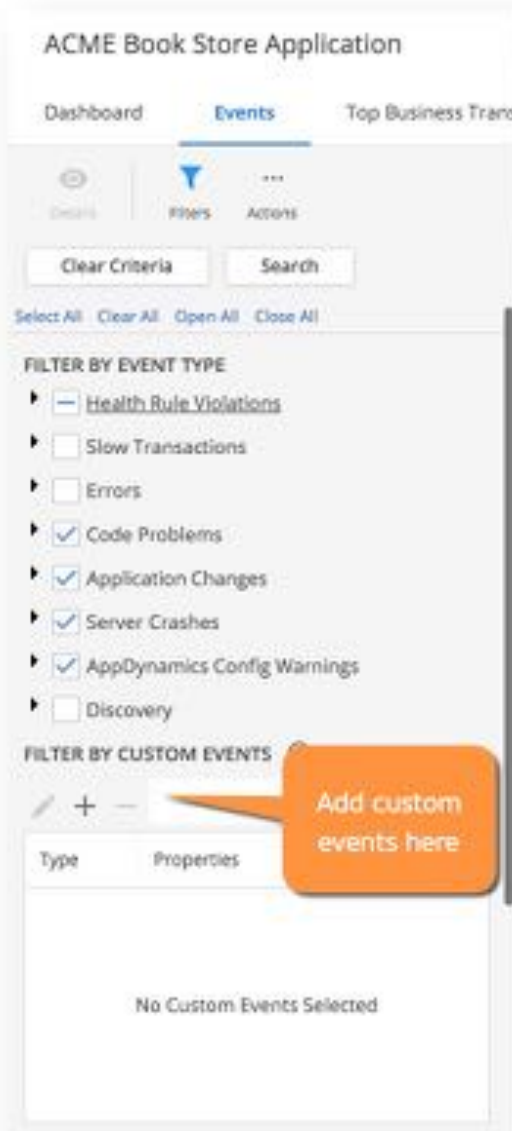 ACME Book Store Application
Dashboard Events Top Business Trans
Details Filters Actions
Clear Criteria Search
Select All Clear All Open All Close All
FILTER BY EVENT TYPE
Health Rule Violations
Slow Transactions
Errors
Code Problems
Application Changes
Server Crashes
AppDynamics Config Warnings
Discovery
FILTER BY CUSTOM EVENTS
Add custom
events here
Type Properties
No Custom Events Selected